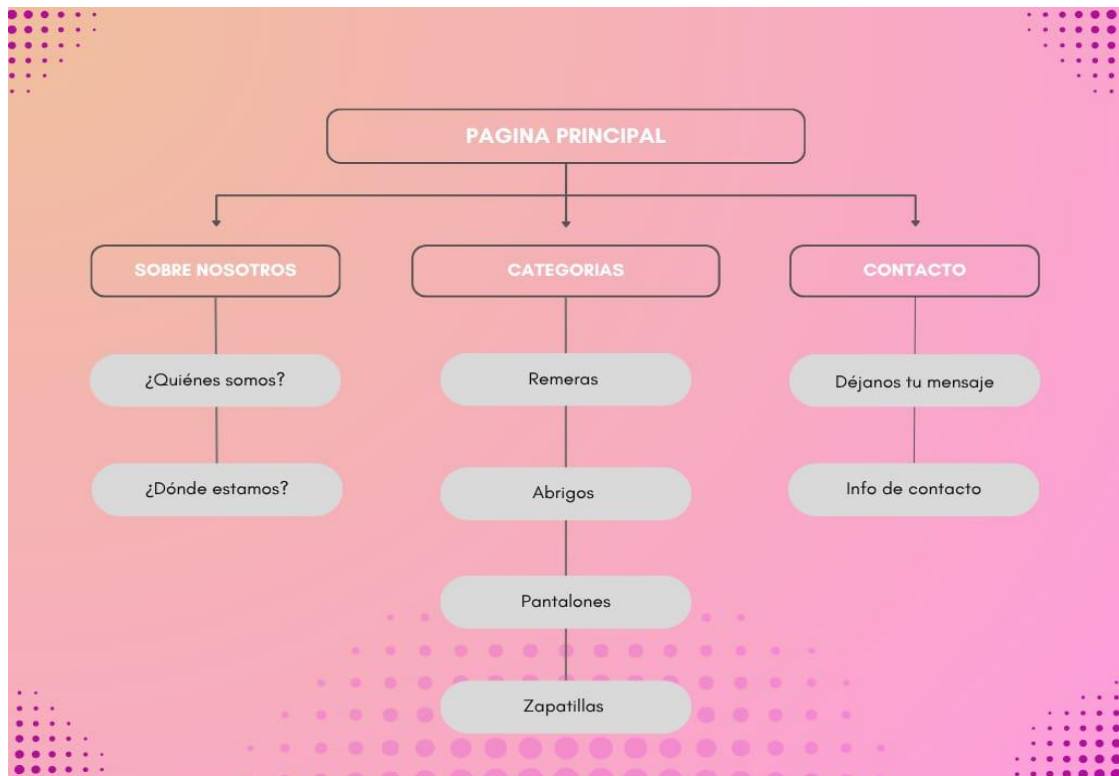 PAGINA PRINCIPAL
SOBRE NOSOTROS
¿Quiénes somos?
¿Dónde estamos?
CATEGORIAS
Remeras
Abrigos
Pantalones
Zapatillas
CONTACTO
Déjanos tu mensaje
Info de contacto